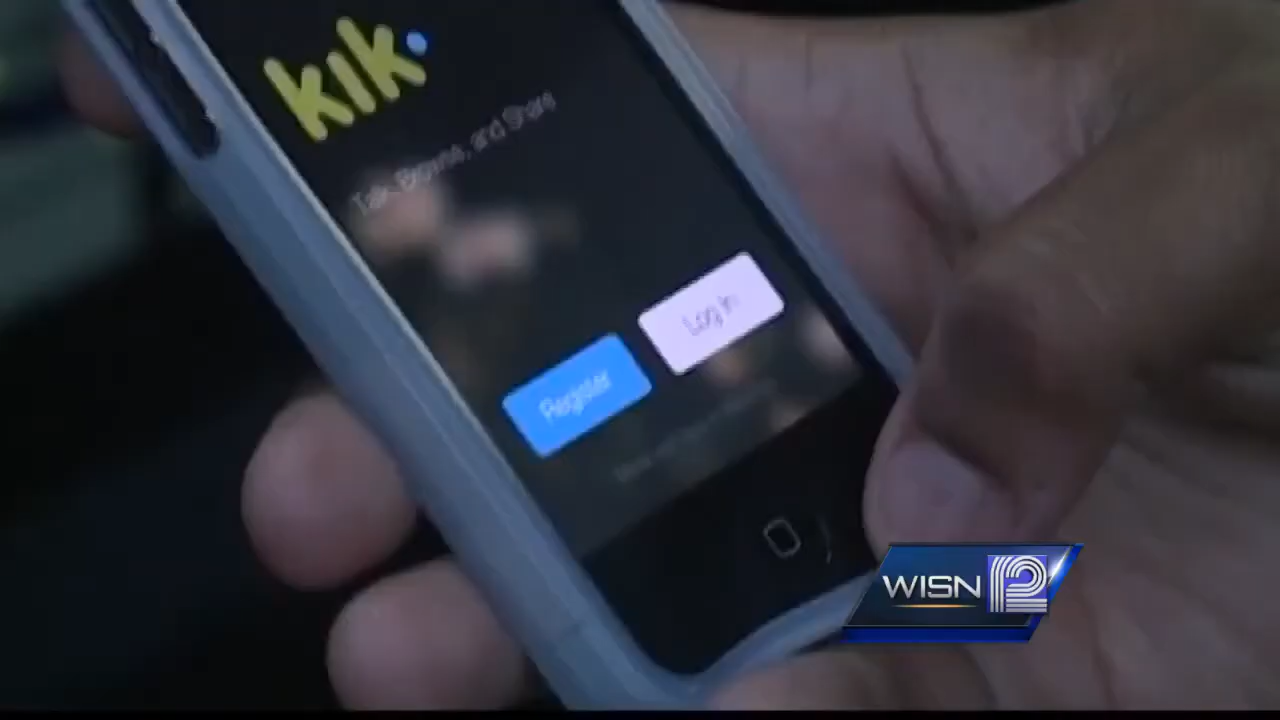 kik.
Talk, Browse, and Share
Log In
Register
WISN 12